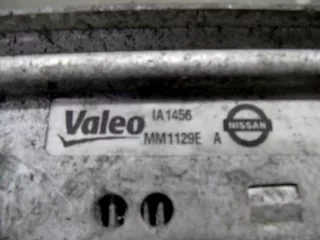 Valeo IA1456
MM1129E A NISSAN